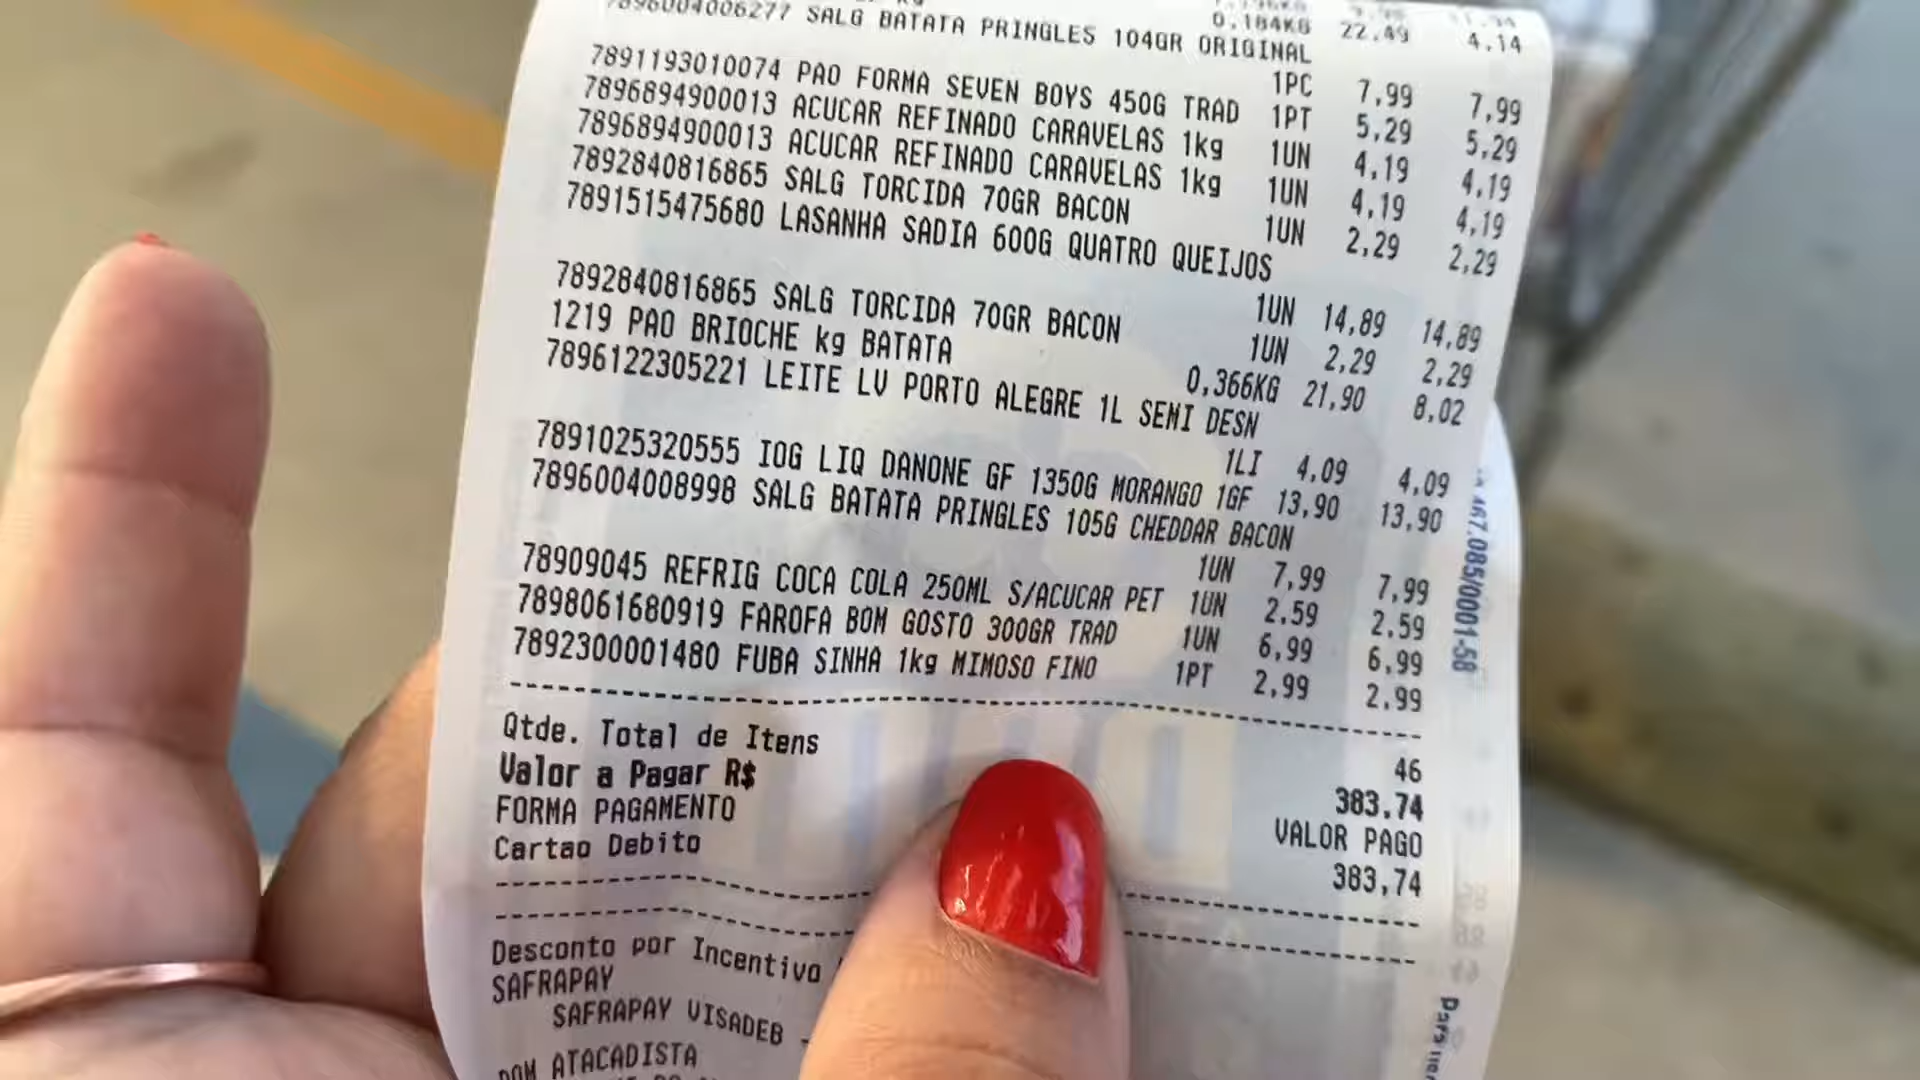 0.184KG 22.49 4.14
7896004006277 SALG BATATA PRINGLES 104GR ORIGINAL
1PC 7,99 7,99
7891193010074 PAO FORMA SEVEN BOYS 450G TRAD 1PT 5,29 5,29
7896894900013 ACUCAR REFINADO CARAVELAS 1kg 1UN 4,19 4,19
7896894900013 ACUCAR REFINADO CARAVELAS 1kg 1UN 4,19 4,19
7892840816865 SALG TORCIDA 70GR BACON 1UN 2,29 2,29
7891515475680 LASANHA SADIA 600G QUATRO QUEIJOS
1UN 14,89 14,89
7892840816865 SALG TORCIDA 70GR BACON 1UN 2,29 2,29
1219 PAO BRIOCHE kg BATATA 0,366KG 21,90 8,02
7896122305221 LEITE LV PORTO ALEGRE 1L SEMI DESN
1LI 4,09 4,09
7891025320555 IOG LIQ DANONE GF 1350G MORANGO 1GF 13,90 13,90
7896004008998 SALG BATATA PRINGLES 105G CHEDDAR BACON
1UN 7,99 7,99
78909045 REFRIG COCA COLA 250ML S/ACUCAR PET 1UN 2,59 2,59
7898061680919 FAROFA BOM GOSTO 300GR TRAD 1UN 6,99 6,99
7892300001480 FUBA SINHA 1kg MIMOSO FINO 1PT 2,99 2,99
Qtde. Total de Itens 46
Valor a Pagar R$ 383,74
FORMA PAGAMENTO VALOR PAGO
Cartao Debito 383,74
Desconto por Incentivo
SAFRAPAY
SAFRAPAY VISADEB -
DOM ATACADISTA
467.085/0001-58